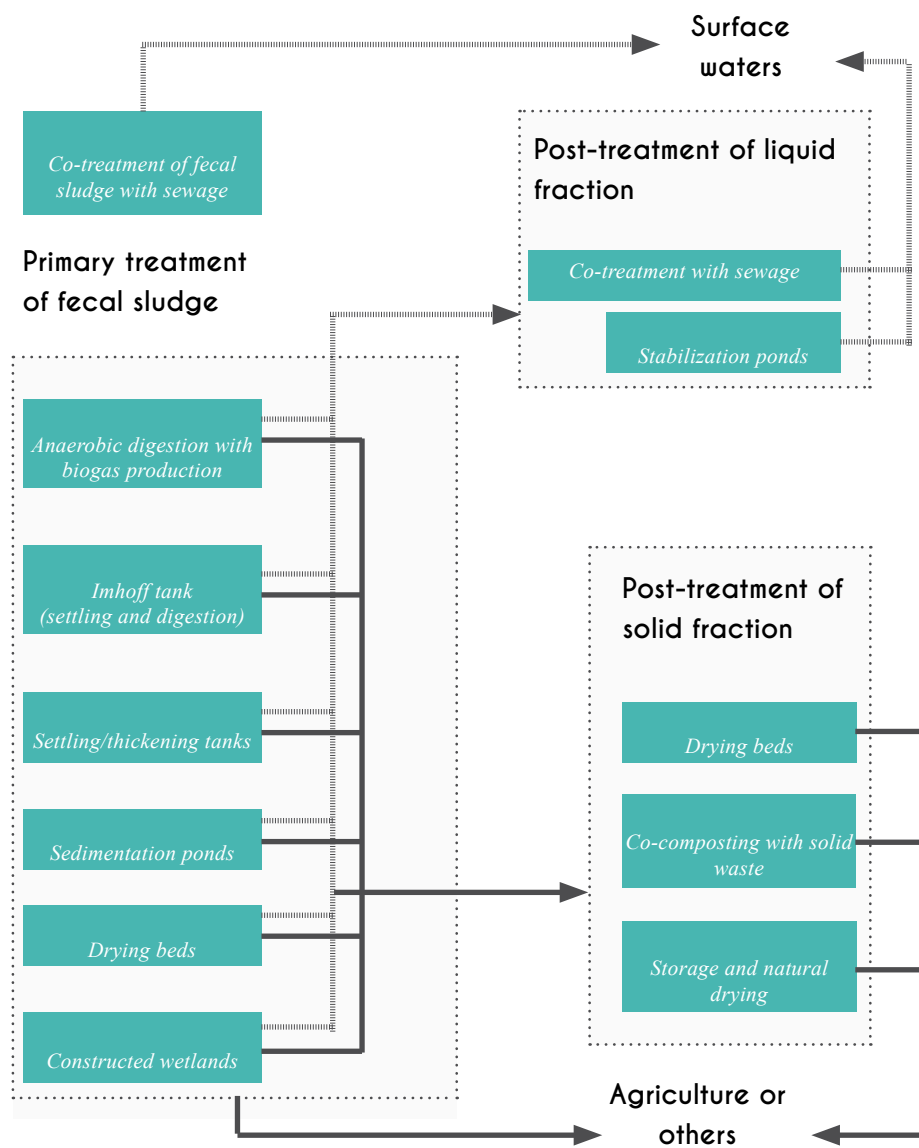 Surface
waters
Co-treatment of fecal
sludge with sewage
Post-treatment of liquid
fraction
Co-treatment with sewage
Stabilization ponds
Primary treatment
of fecal sludge
Anaerobic digestion with
biogas production
Imhoff tank
(settling and digestion)
Settling/thickening tanks
Sedimentation ponds
Drying beds
Constructed wetlands
Post-treatment of
solid fraction
Drying beds
Co-composting with solid
waste
Storage and natural
drying
Agriculture or
others